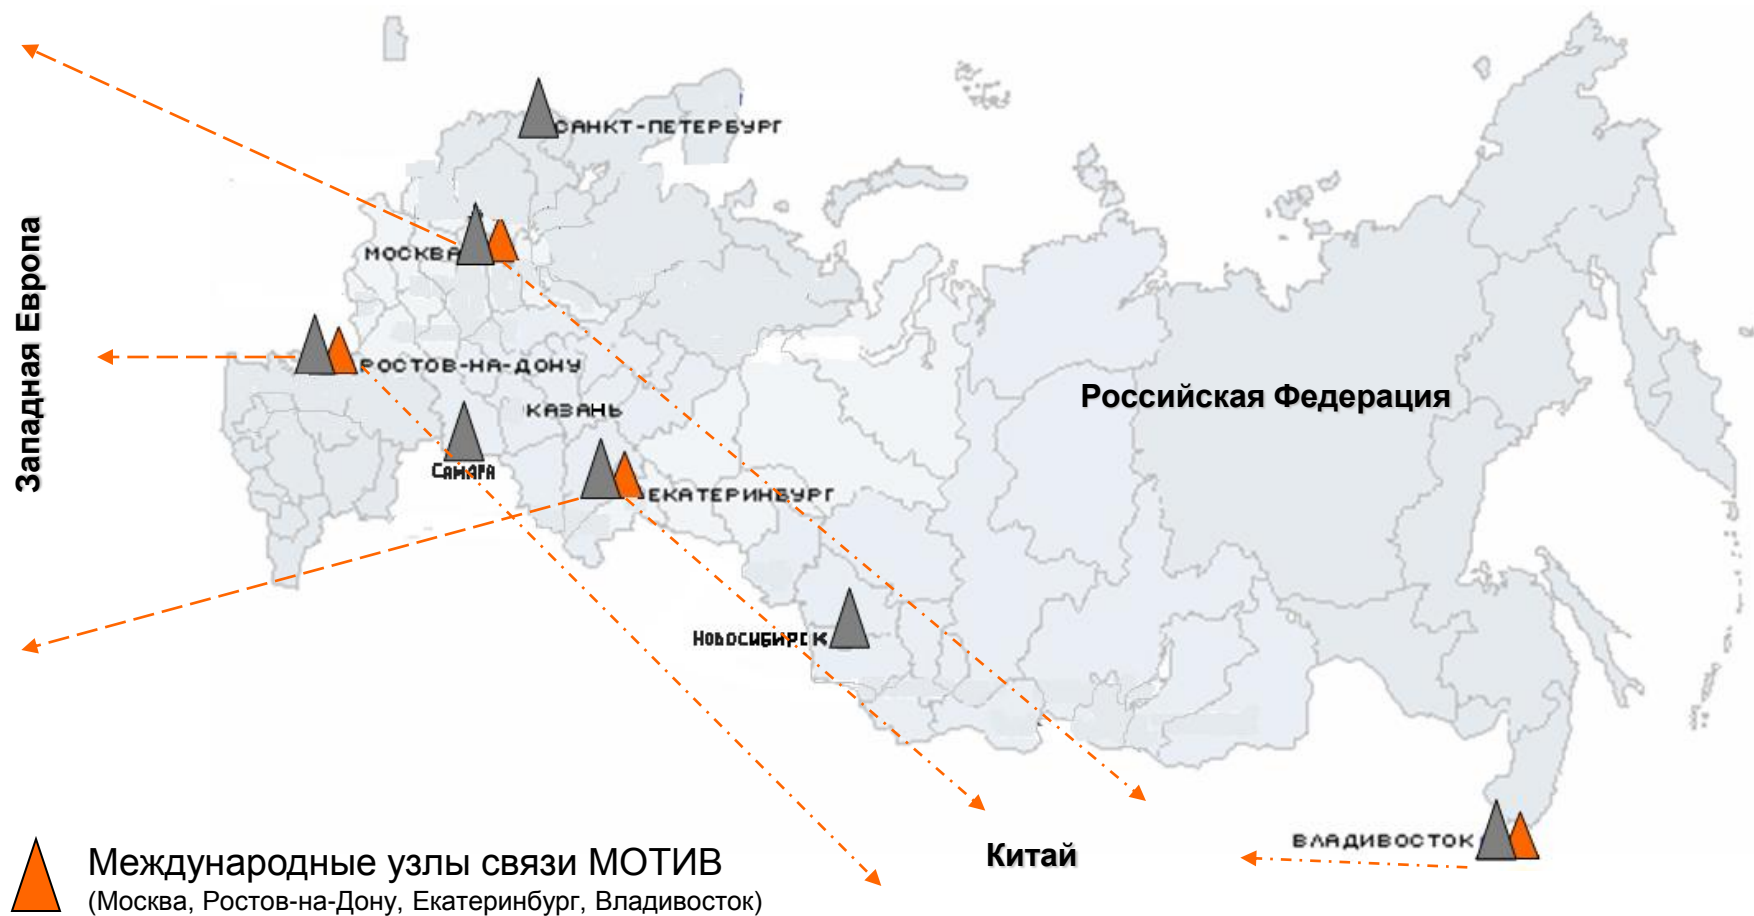 САНКТ-ПЕТЕРБУРГ
МОСКВА
Западная Европа
РОСТОВ-НА-ДОНУ
Российская Федерация
КАЗАНЬ
САМАРА
ЕКАТЕРИНБУРГ
НОВОСИБИРСК
ВЛАДИВОСТОК
Китай
Международные узлы связи МОТИВ
(Москва, Ростов-на-Дону, Екатеринбург, Владивосток)